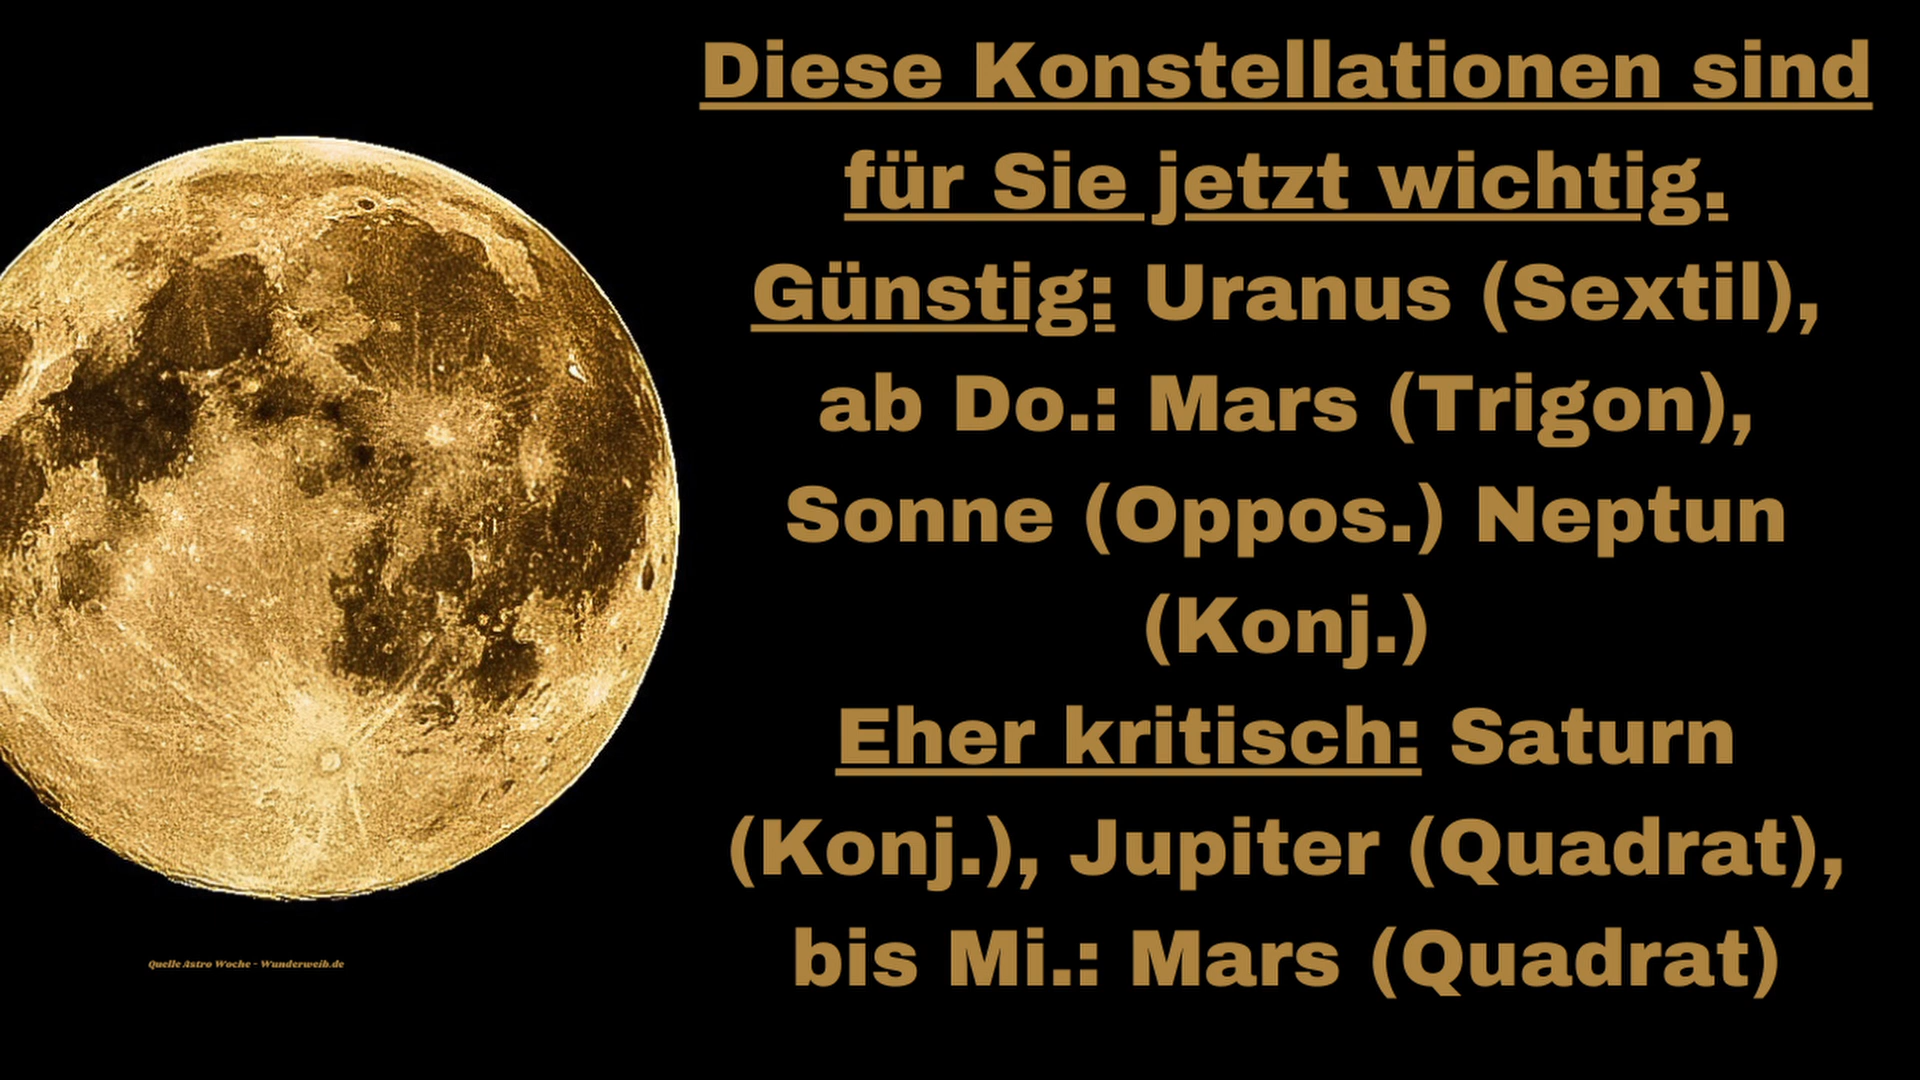 Diese Konstellationen sind
für Sie jetzt wichtig.
Günstig: Uranus (Sextil),
ab Do.: Mars (Trigon),
Sonne (Oppos.) Neptun
(Konj.)
Eher kritisch: Saturn
(Konj.), Jupiter (Quadrat),
bis Mi.: Mars (Quadrat)
Quelle Astro Woche - Wunderweib.de